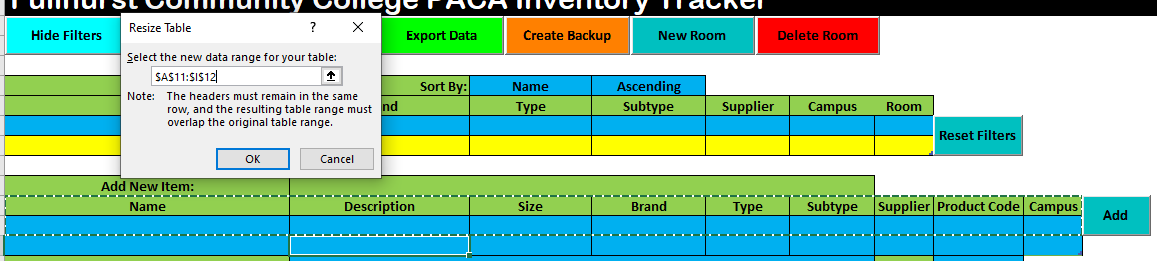 Fullhurst Community College PACA Inventory Tracker
Hide Filters
Resize Table ? ×
Export Data
Create Backup
New Room
Delete Room
Select the new data range for your table:
$A$11:$I$12
Note: The headers must remain in the same
row, and the resulting table range must
overlap the original table range.
OK Cancel
Sort By: Name Ascending
nd Type Subtype Supplier Campus Room
Reset Filters
Add New Item:
Name Description Size Brand Type Subtype Supplier Product Code Campus
Add